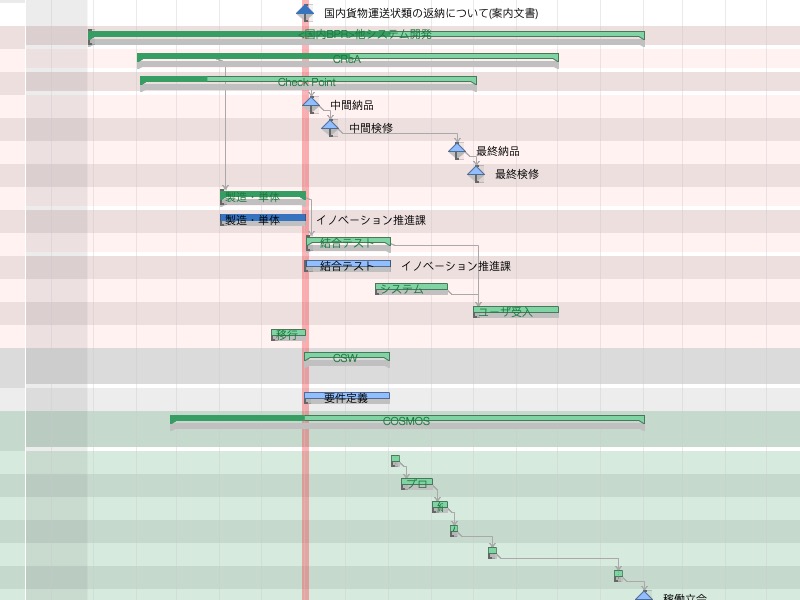 国内貨物運送状類の返納について(案内文書)
国内BPR>他システム開発
CReA
Check Point
中間納品
中間検修
最終納品
最終検修
製造・単体
製造・単体 イノベーション推進課
結合テスト
結合テスト イノベーション推進課
システム
ユーザ受入
移行
CSW
要件定義
COSMOS
プロ
稼働立会